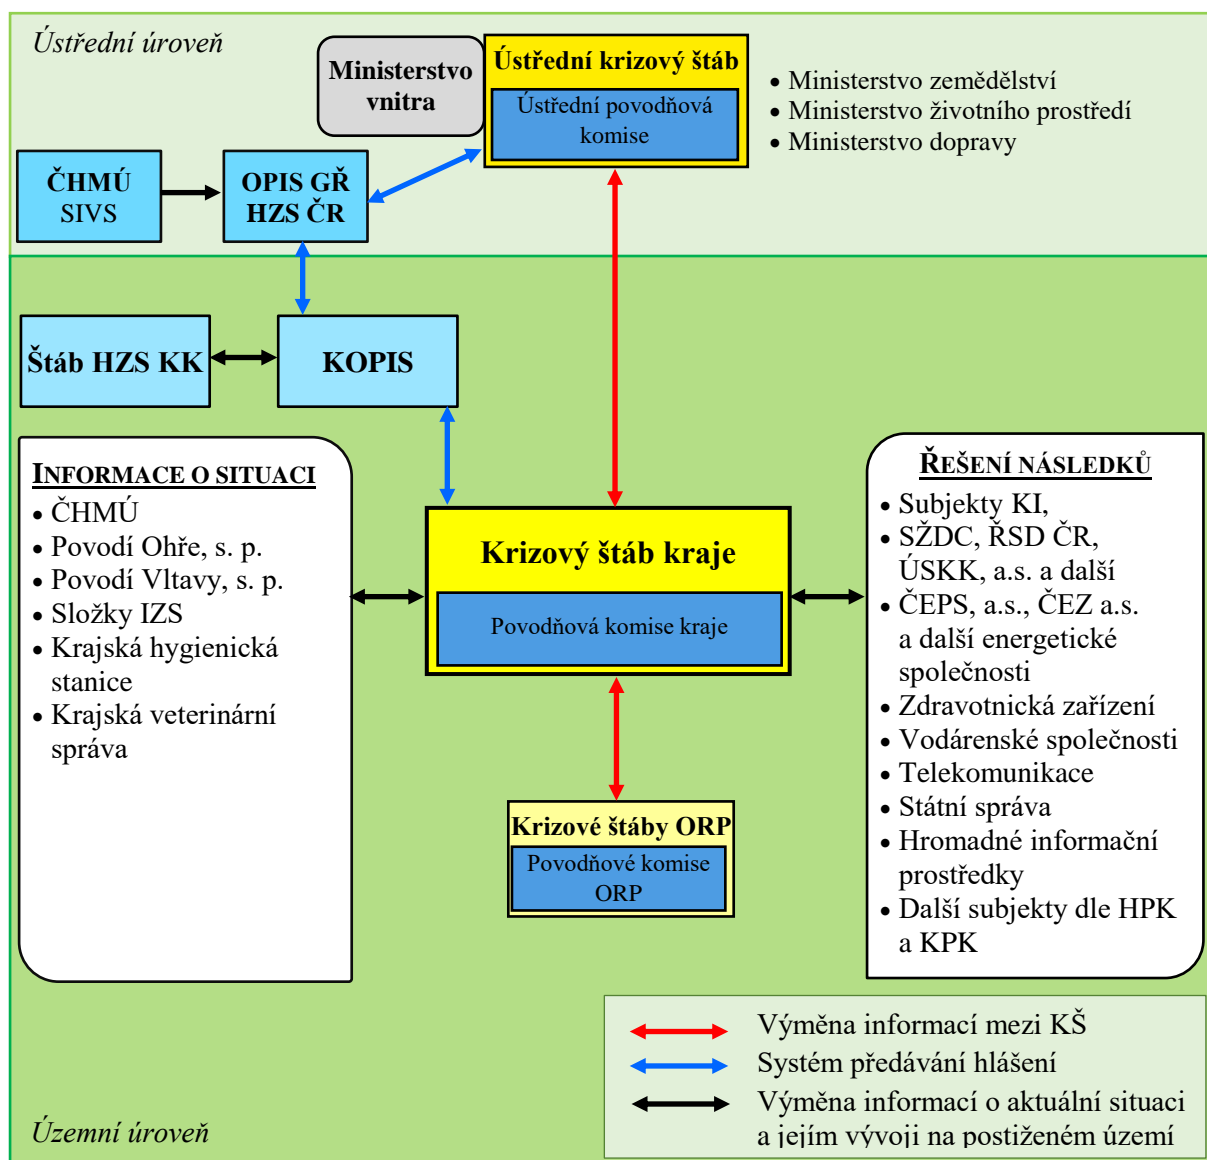 Ústřední úroveň
Ministerstvo
vnitra
Ústřední krizový štáb
Ústřední povodňová
komise
• Ministerstvo zemědělství
• Ministerstvo životního prostředí
• Ministerstvo dopravy
ČHMÚ
SIVS
OPIS GŘ
HZS ČR
Štáb HZS KK
KOPIS
INFORMACE O SITUACI
• ČHMÚ
• Povodí Ohře, s. p.
• Povodí Vltavy, s. p.
• Složky IZS
• Krajská hygienická
stanice
• Krajská veterinární
správa
Krizový štáb kraje
Povodňová komise kraje
Krizové štáby ORP
Povodňové komise
ORP
ŘEŠENÍ NÁSLEDKŮ
• Subjekty KI,
• SŽDC, ŘSD ČR,
ÚSKK, a.s. a další
• ČEPS, a.s., ČEZ a.s.
a další energetické
společnosti
• Zdravotnická zařízení
• Vodárenské společnosti
• Telekomunikace
• Státní správa
• Hromadné informační
prostředky
• Další subjekty dle HPK
a KPK
Výměna informací mezi KŠ
Systém předávání hlášení
Výměna informací o aktuální situaci
a jejím vývoji na postiženém území
Územní úroveň